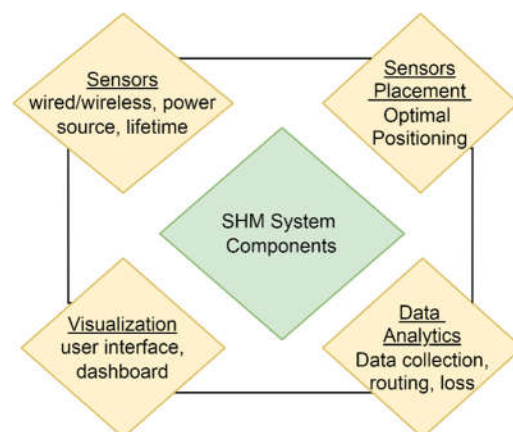 Sensors
wired/wireless, power
source, lifetime
Sensors
Placement
Optimal
Positioning
SHM System
Components
Visualization
user interface,
dashboard
Data
Analytics
Data collection,
routing, loss